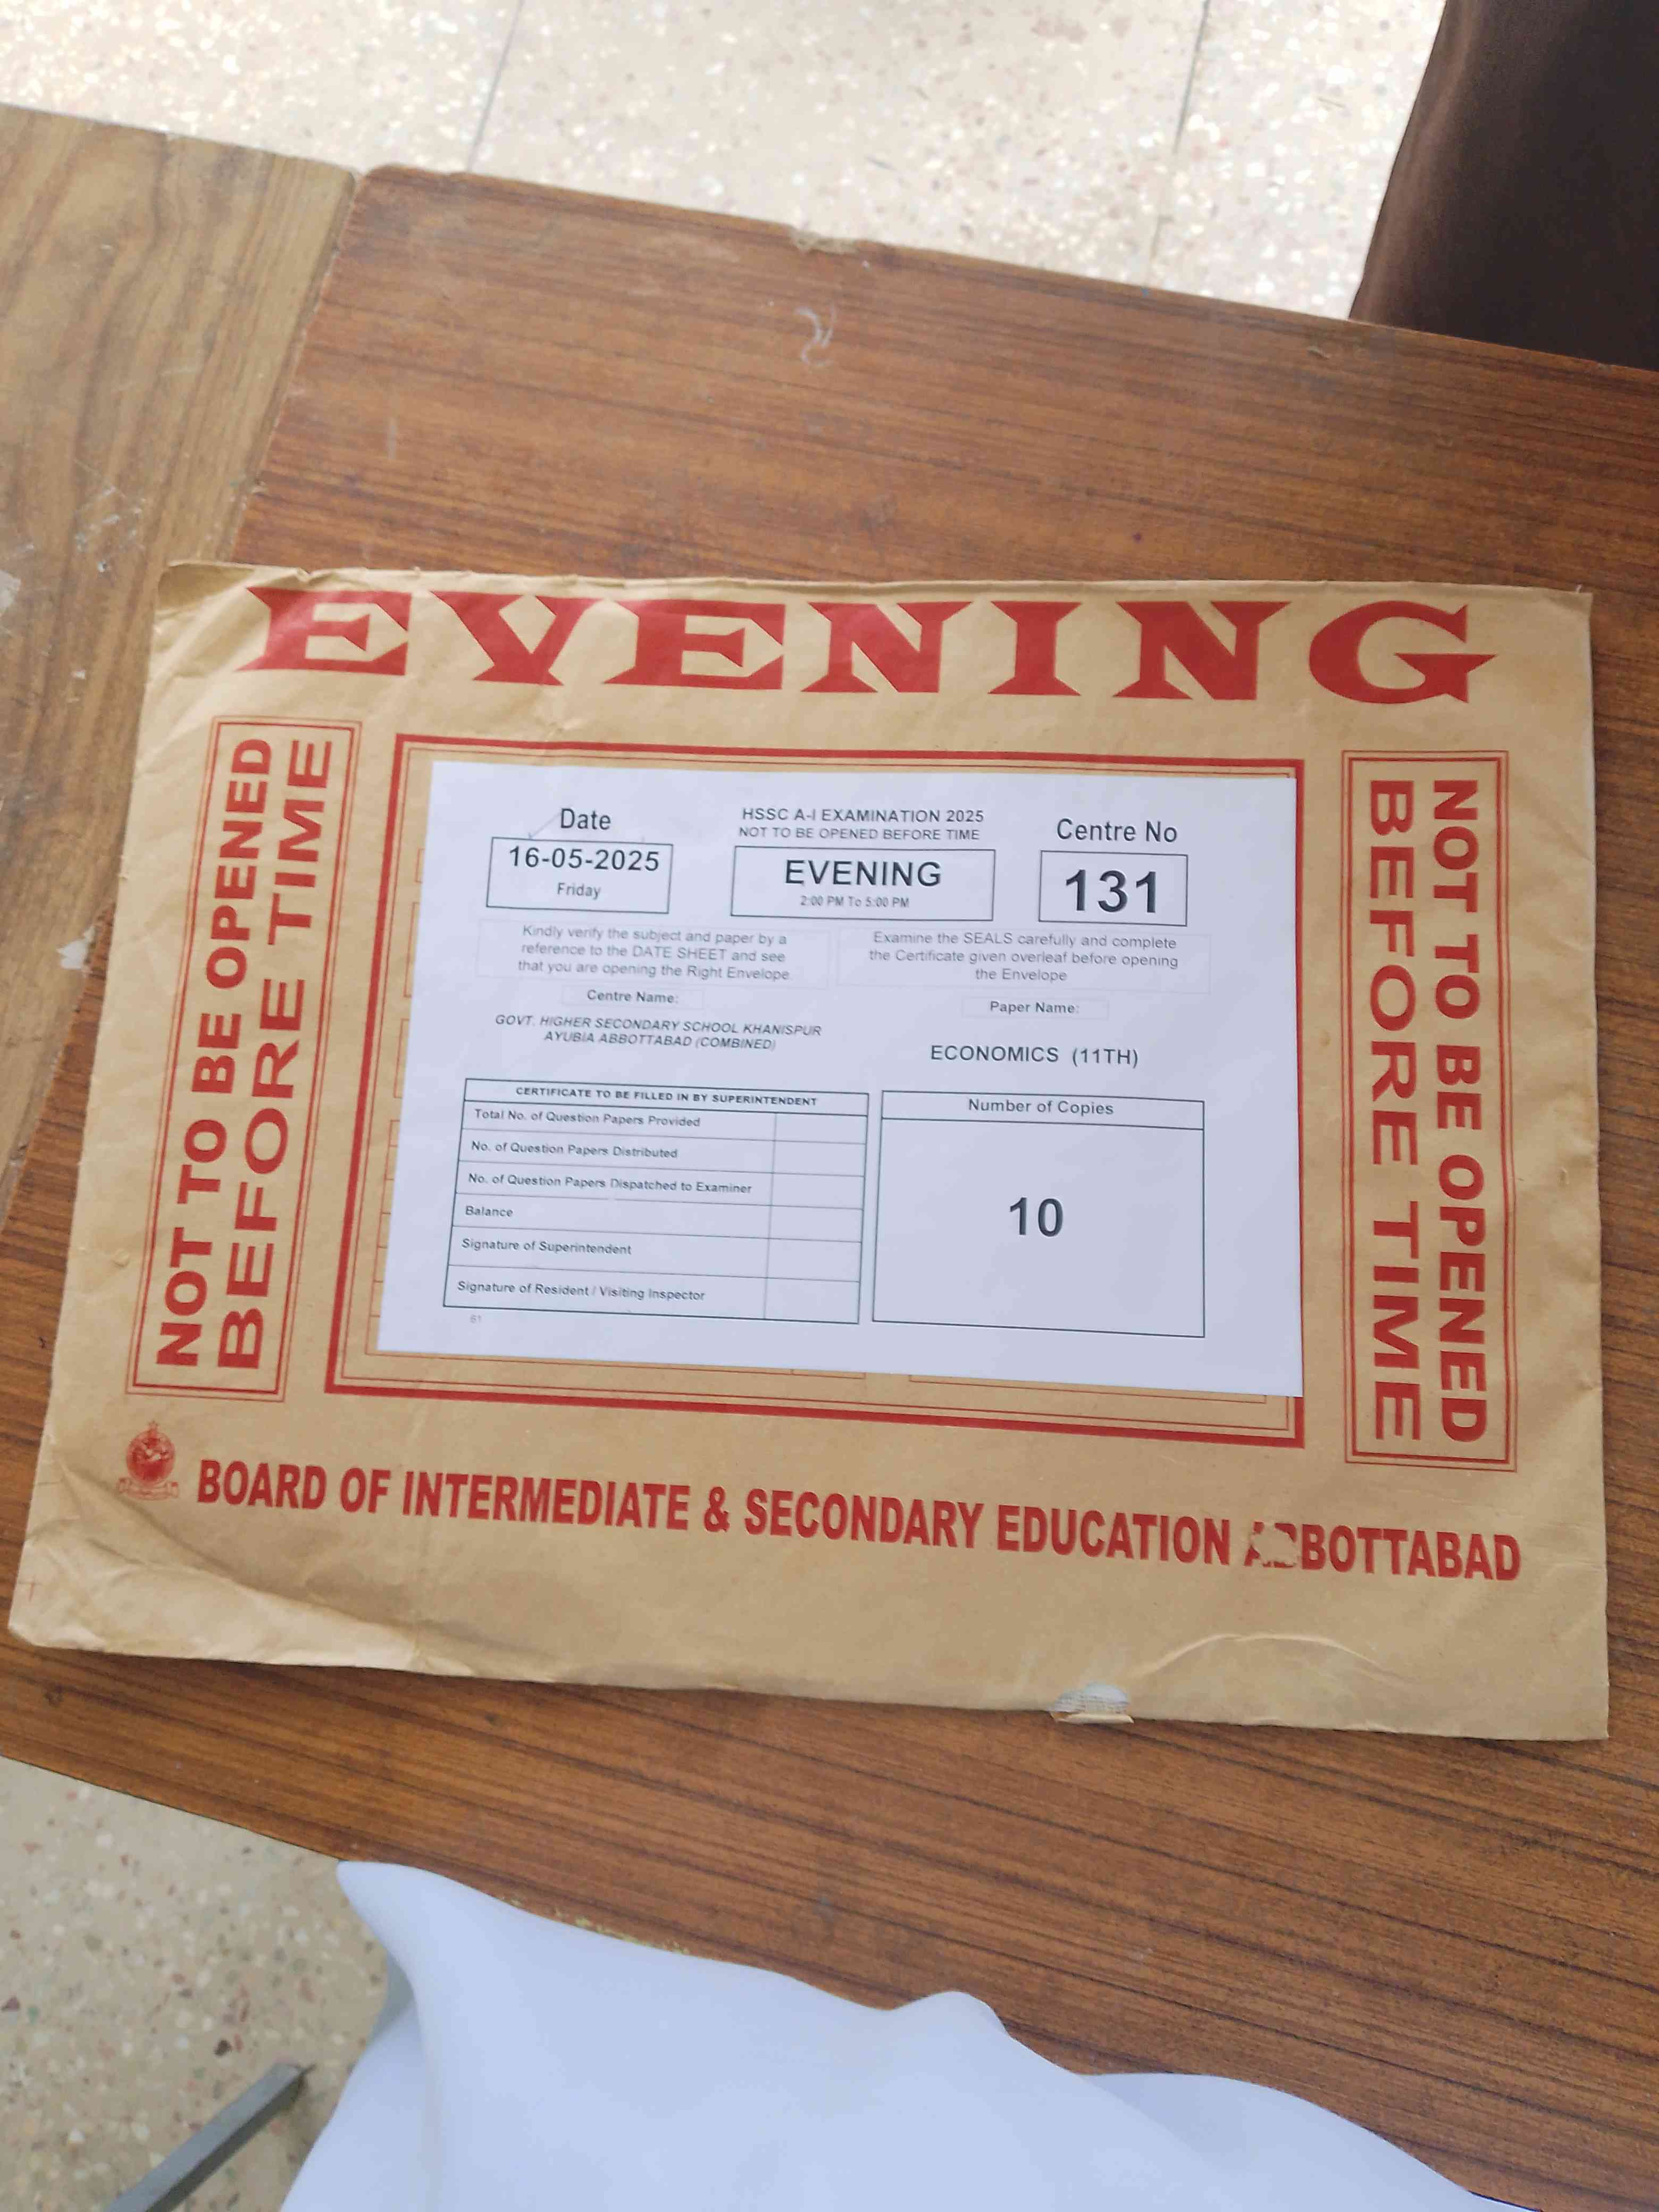 EVENING
NOT TO BE OPENED
BEFORE TIME
Date
16-05-2025
Friday
HSSC A-I EXAMINATION 2025
NOT TO BE OPENED BEFORE TIME
EVENING
2:00 PM To 5:00 PM
Centre No
131
Kindly verify the subject and paper by a
reference to the DATE SHEET and see
that you are opening the Right Envelope.
Examine the SEALS carefully and complete
the Certificate given overleaf before opening
the Envelope
Centre Name:
GOVT. HIGHER SECONDARY SCHOOL KHANISPUR
AYUBIA ABBOTTABAD (COMBINED)
Paper Name:
ECONOMICS (11TH)
CERTIFICATE TO BE FILLED IN BY SUPERINTENDENT
Total No. of Question Papers Provided
No. of Question Papers Distributed
No. of Question Papers Dispatched to Examiner
Balance
Signature of Superintendent
Signature of Resident / Visiting Inspector
61
Number of Copies
10
NOT TO BE OPENED
BEFORE TIME
BOARD OF INTERMEDIATE & SECONDARY EDUCATION ABBOTTABAD